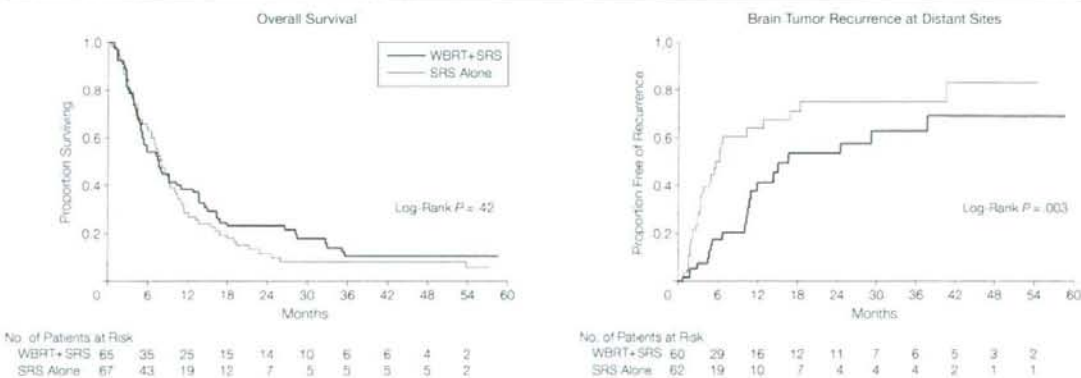 Overall Survival
1.0
0.8
0.6
0.4
0.2
Proportion Surviving
WBRT+SRS
SRS Alone
Log-Rank P = .42
0 6 12 18 24 30 36 42 48 54 60
Months
No. of Patients at Risk
WBRT+SRS 65 35 25 15 14 10 6 6 4 2
SRS Alone 67 43 19 12 7 5 5 5 5 2
Brain Tumor Recurrence at Distant Sites
1.0
0.8
0.6
0.4
0.2
Proportion Free of Recurrence
Log-Rank P = .003
0 6 12 18 24 30 36 42 48 54 60
Months
No. of Patients at Risk
WBRT+SRS 60 29 16 12 11 7 6 5 3 2
SRS Alone 62 19 10 7 4 4 4 2 1 1